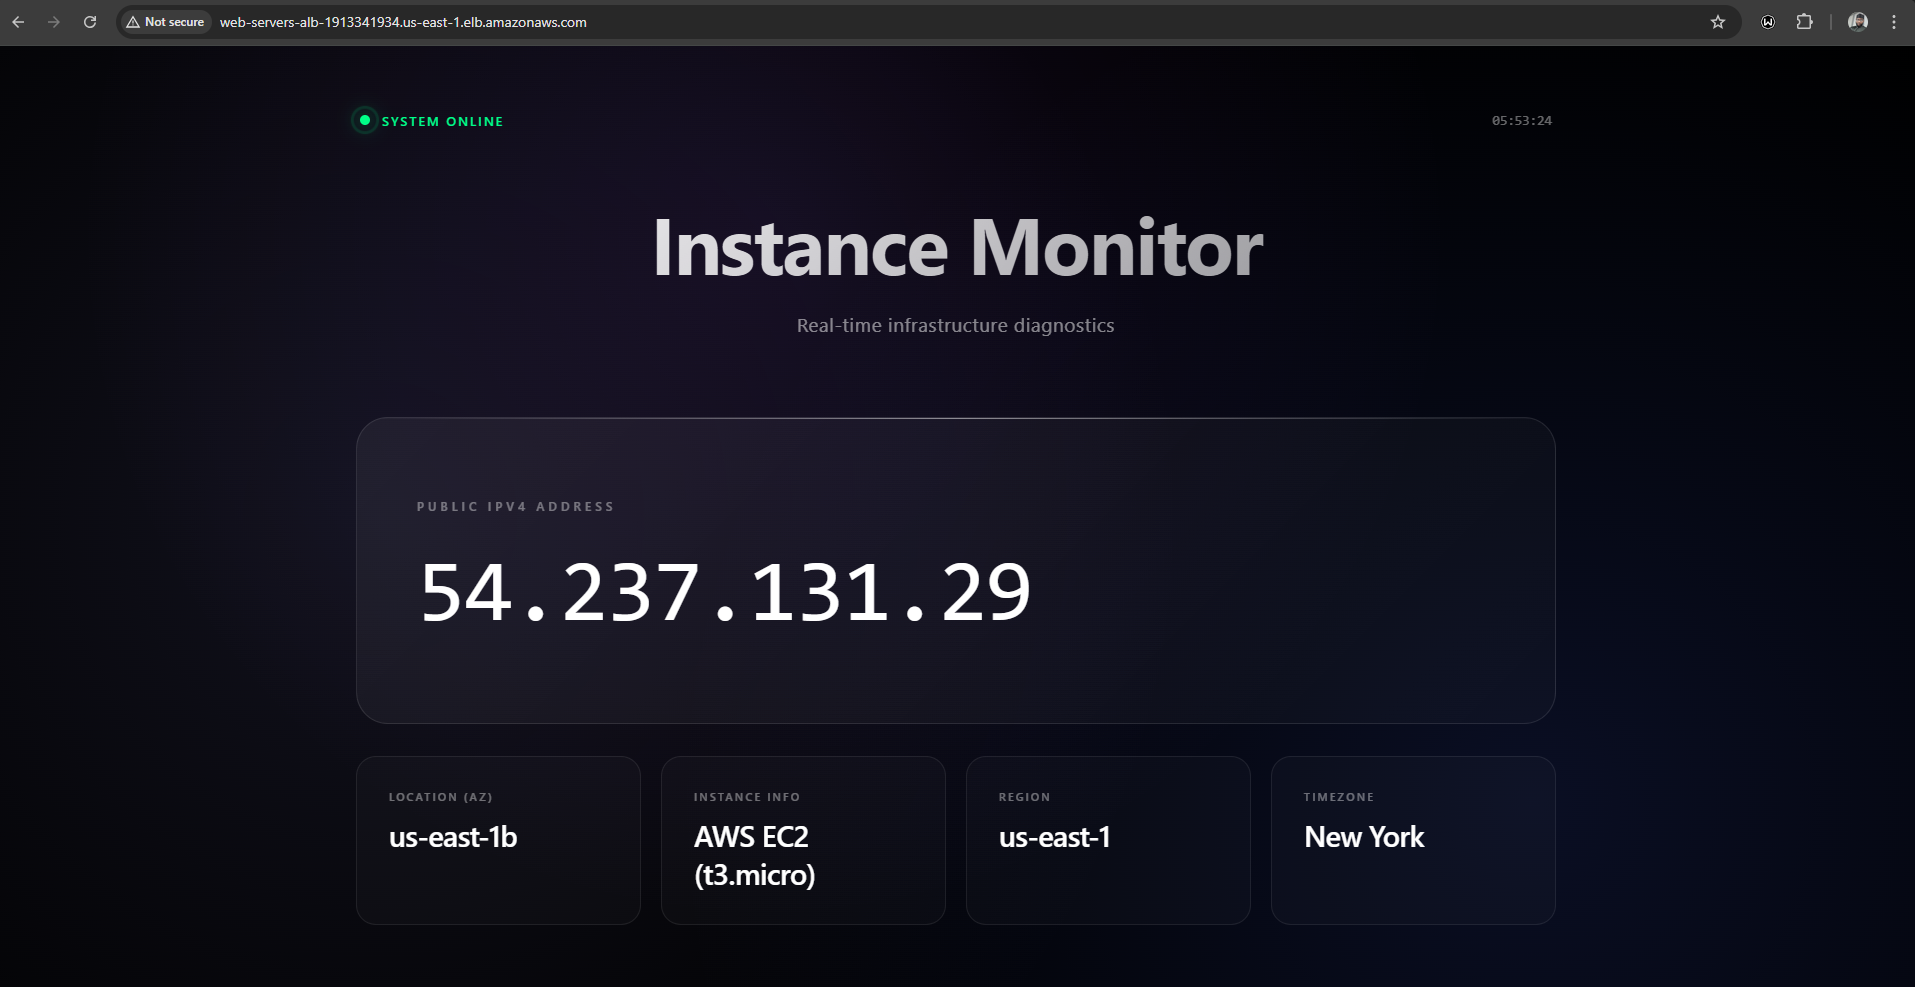 Not secure
web-servers-alb-1913341934.us-east-1.elb.amazonaws.com
SYSTEM ONLINE
05:53:24
Instance Monitor
Real-time infrastructure diagnostics
PUBLIC IPV4 ADDRESS
54.237.131.29
LOCATION (AZ)
us-east-1b
INSTANCE INFO
AWS EC2
(t3.micro)
REGION
us-east-1
TIMEZONE
New York